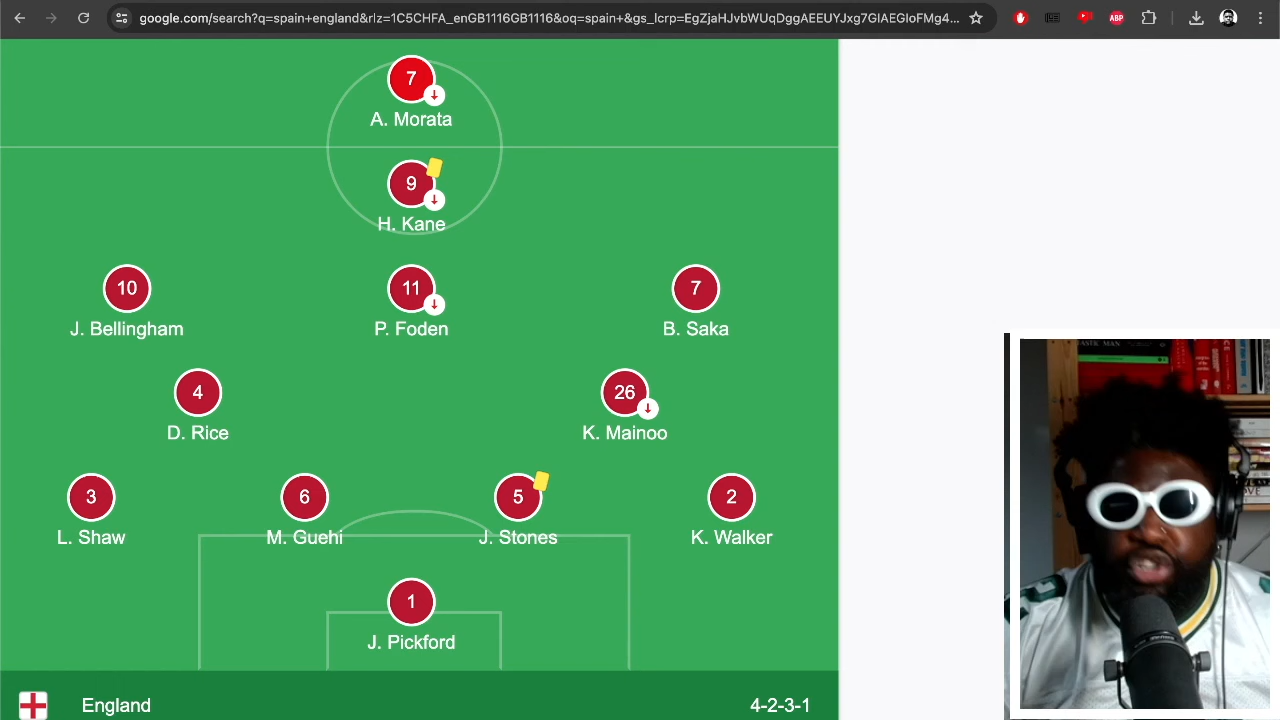 google.com/search?q=spain+england&rlz=1C5CHFA_enGB1116GB1116&oq=spain+&gs_lcrp=EgZjaHJvbWUqDggAEEUYJxg7GIAEGIoFMg4...
ABP
7
A. Morata
9
H. Kane
10
11
7
J. Bellingham
P. Foden
B. Saka
4
26
D. Rice
K. Mainoo
3
6
5
2
L. Shaw
M. Guehi
J. Stones
K. Walker
1
J. Pickford
England
4-2-3-1